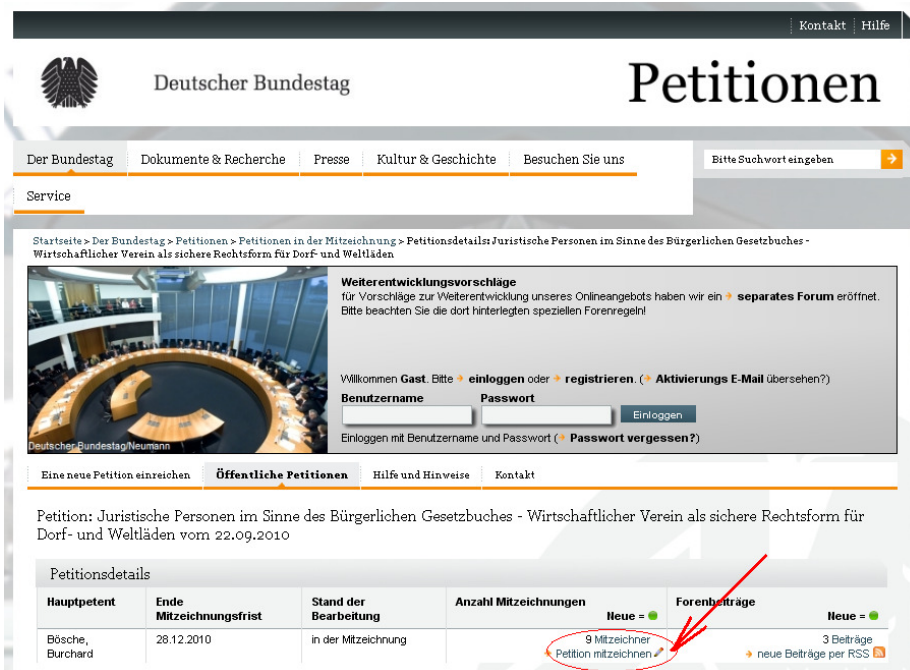 Kontakt Hilfe
Deutscher Bundestag
Petitionen
Der Bundestag Dokumente & Recherche Presse Kultur & Geschichte Besuchen Sie uns
Bitte Suchwort eingeben
Service
Startseite > Der Bundestag > Petitionen > Petitionen in der Mitzeichnung > Petitionsdetails: Juristische Personen im Sinne des Bürgerlichen Gesetzbuches -
Wirtschaftlicher Verein als sichere Rechtsform für Dorf- und Weltläden
Weiterentwicklungsvorschläge
für Vorschläge zur Weiterentwicklung unseres Onlineangebots haben wir ein separates Forum eröffnet.
Bitte beachten Sie die dort hinterlegten speziellen Forenregeln!
Willkommen Gast. Bitte einloggen oder registrieren. ( Aktivierungs E-Mail übersehen?)
Benutzername Passwort
Einloggen
Einloggen mit Benutzername und Passwort ( Passwort vergessen?)
Deutscher Bundestag/Neumann
Eine neue Petition einreichen Öffentliche Petitionen Hilfe und Hinweise Kontakt
Petition: Juristische Personen im Sinne des Bürgerlichen Gesetzbuches - Wirtschaftlicher Verein als sichere Rechtsform für
Dorf- und Weltläden vom 22.09.2010
Petitionsdetails
Hauptpetent Ende Stand der Anzahl Mitzeichnungen Forenbeiträge
Mitzeichnungsfrist Bearbeitung Neue = Neue =
Bösche, 28.12.2010 in der Mitzeichnung 9 Mitzeichner 3 Beiträge
Burchard Petition mitzeichnen neue Beiträge per RSS